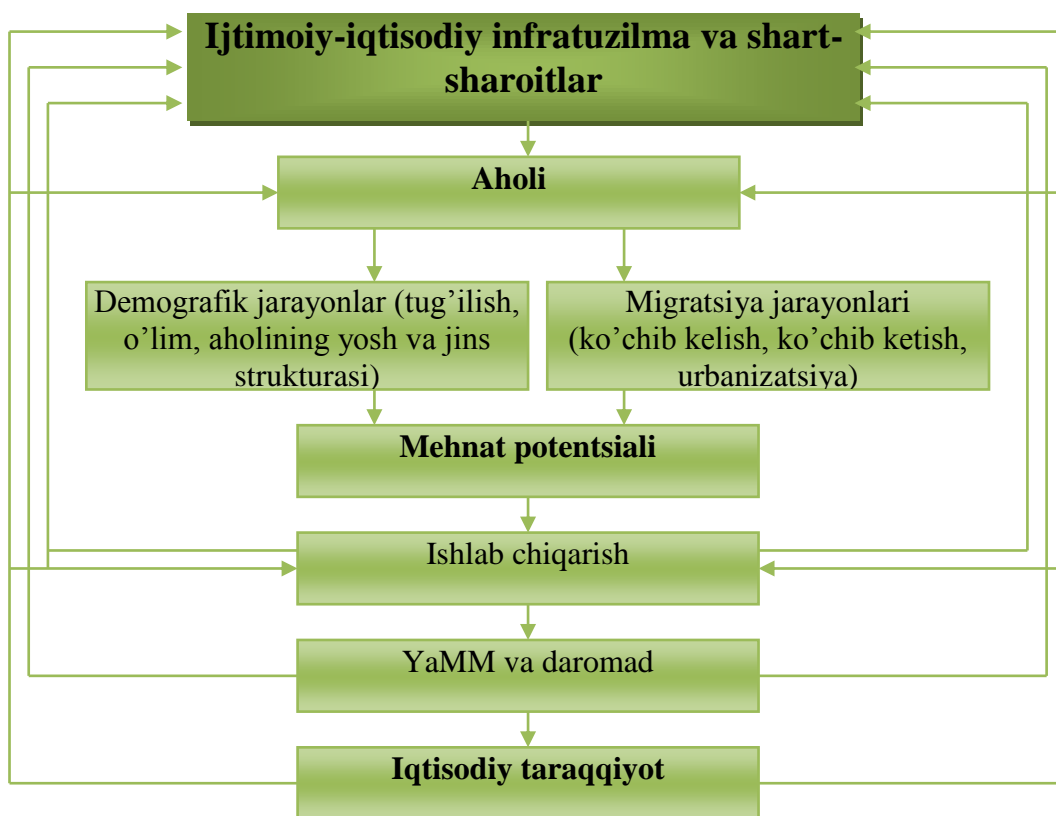 Ijtimoiy-iqtisodiy infratuzilma va shart-
sharoitlar
Aholi
Demografik jarayonlar (tug’ilish,
o’lim, aholining yosh va jins
strukturasi)
Migratsiya jarayonlari
(ko’chib kelish, ko’chib ketish,
urbanizatsiya)
Mehnat potentsiali
Ishlab chiqarish
YaMM va daromad
Iqtisodiy taraqqiyot